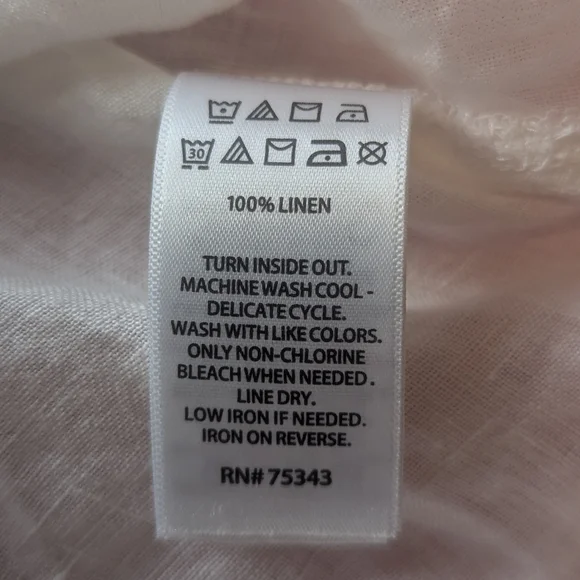 30
100% LINEN
TURN INSIDE OUT.
MACHINE WASH COOL -
DELICATE CYCLE.
WASH WITH LIKE COLORS.
ONLY NON-CHLORINE
BLEACH WHEN NEEDED.
LINE DRY.
LOW IRON IF NEEDED.
IRON ON REVERSE.
RN# 75343